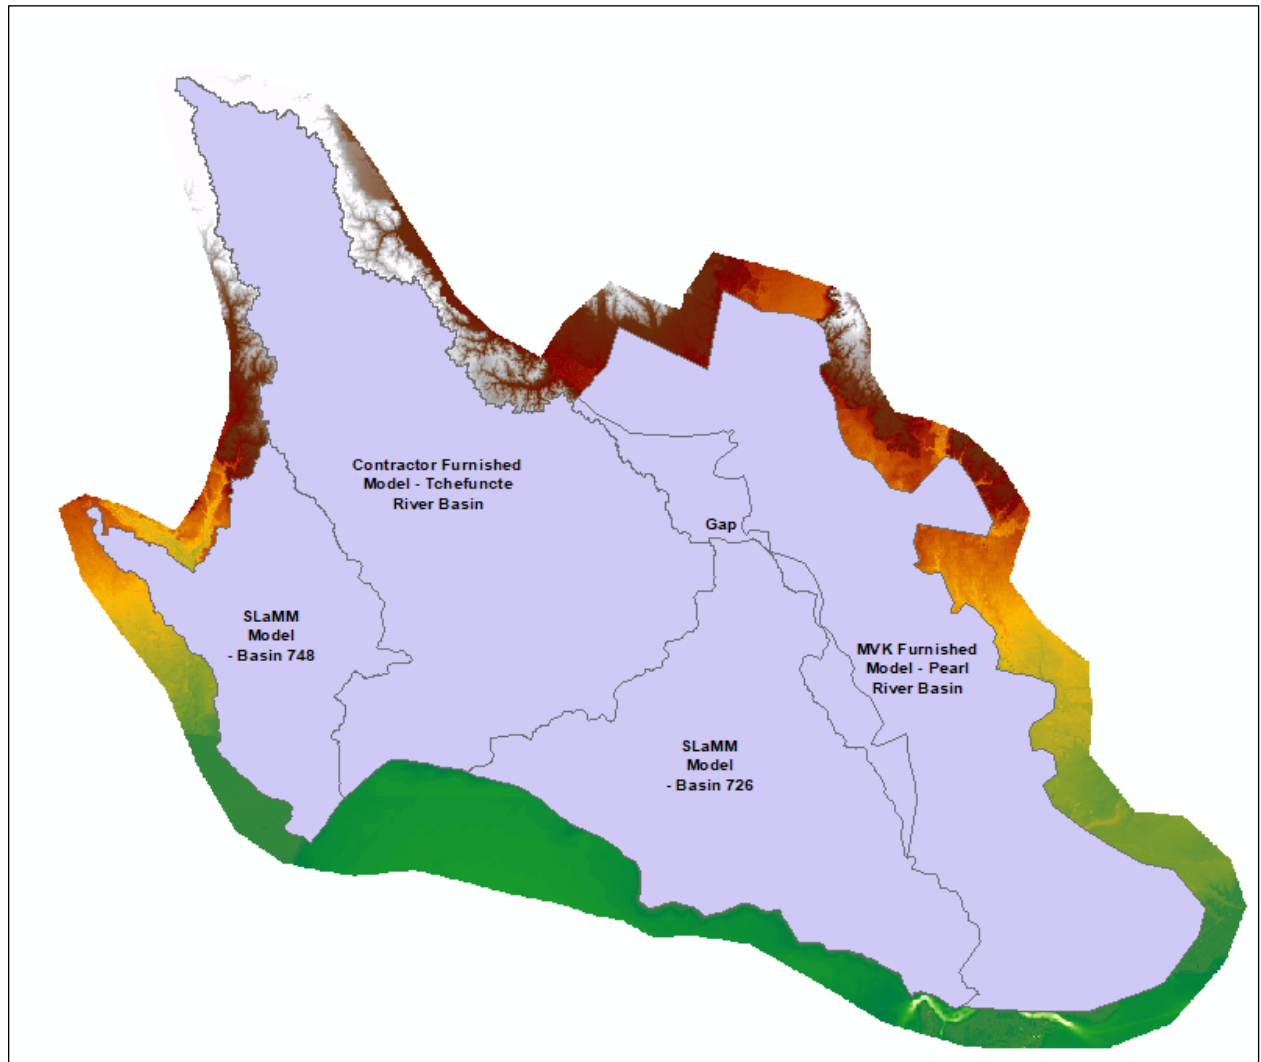 Contractor Furnished
Model - Tchefuncte
River Basin
Gap
SLaMM
Model
- Basin 748
MVK Furnished
Model - Pearl
River Basin
SLaMM
Model
- Basin 726